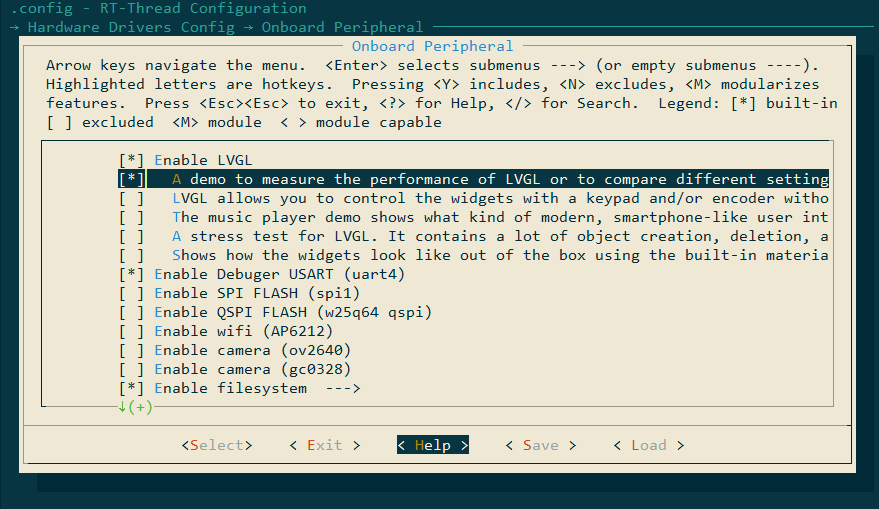 .config - RT-Thread Configuration
→ Hardware Drivers Config → Onboard Peripheral
Onboard Peripheral
Arrow keys navigate the menu.  <Enter> selects submenus ---> (or empty submenus ----).
Highlighted letters are hotkeys.  Pressing <Y> includes, <N> excludes, <M> modularizes
features.  Press <Esc><Esc> to exit, <?> for Help, </> for Search.  Legend: [*] built-in
[ ] excluded  <M> module  < > module capable
[*] Enable LVGL
[*]   A demo to measure the performance of LVGL or to compare different setting
[ ]   LVGL allows you to control the widgets with a keypad and/or encoder witho
[ ]   The music player demo shows what kind of modern, smartphone-like user int
[ ]   A stress test for LVGL. It contains a lot of object creation, deletion, a
[ ]   Shows how the widgets look like out of the box using the built-in materia
[*] Enable Debuger USART (uart4)
[ ] Enable SPI FLASH (spi1)
[ ] Enable QSPI FLASH (w25q64 qspi)
[ ] Enable wifi (AP6212)
[ ] Enable camera (ov2640)
[ ] Enable camera (gc0328)
[*] Enable filesystem  --->
↓(+)
<Select>    < Exit >    < Help >    < Save >    < Load >